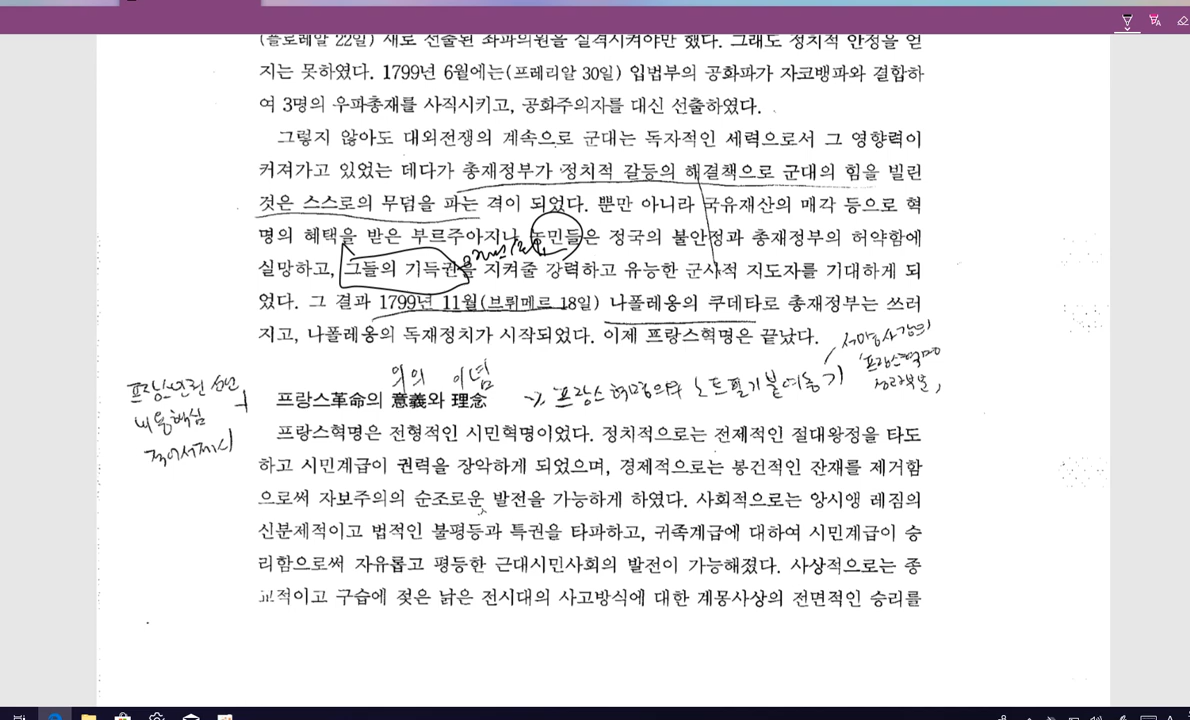 (플로레알 22일) 새로 선출된 좌파의원을 실격시켜야만 했다. 그래도 정치적 안정을 얻
지는 못하였다. 1799년 6월에는(프레리알 30일) 입법부의 공화파가 자코뱅파와 결합하
여 3명의 우파총재를 사직시키고, 공화주의자를 대신 선출하였다.
그렇지 않아도 대외전쟁의 계속으로 군대는 독자적인 세력으로서 그 영향력이
커져가고 있었는 데다가 총재정부가 정치적 갈등의 해결책으로 군대의 힘을 빌린
것은 스스로의 무덤을 파는 격이 되었다. 뿐만 아니라 국유재산의 매각 등으로 혁
명의 혜택을 받은 부르주아지나 농민들은 정국의 불안정과 총재정부의 허약함에
실망하고, 그들의 기득권을 지켜줄 강력하고 유능한 군사적 지도자를 기대하게 되
었다. 그 결과 1799년 11월(브뤼메르 18일) 나폴레옹의 쿠데타로 총재정부는 쓰러
지고, 나폴레옹의 독재정치가 시작되었다. 이제 프랑스혁명은 끝났다.
의의 이념
프랑스革命의 意義와 理念
프랑스혁명의 노트필기
내용핵심
프랑스혁명은 전형적인 시민혁명이었다. 정치적으로는 전제적인 절대왕정을 타도
하고 시민계급이 권력을 장악하게 되었으며, 경제적으로는 봉건적인 잔재를 제거함
으로써 자보주의의 순조로운 발전을 가능하게 하였다. 사회적으로는 앙시앵 레짐의
신분제적이고 법적인 불평등과 특권을 타파하고, 귀족계급에 대하여 시민계급이 승
리함으로써 자유롭고 평등한 근대시민사회의 발전이 가능해졌다. 사상적으로는 종
교적이고 구습에 젖은 낡은 전시대의 사고방식에 대한 계몽사상의 전면적인 승리를